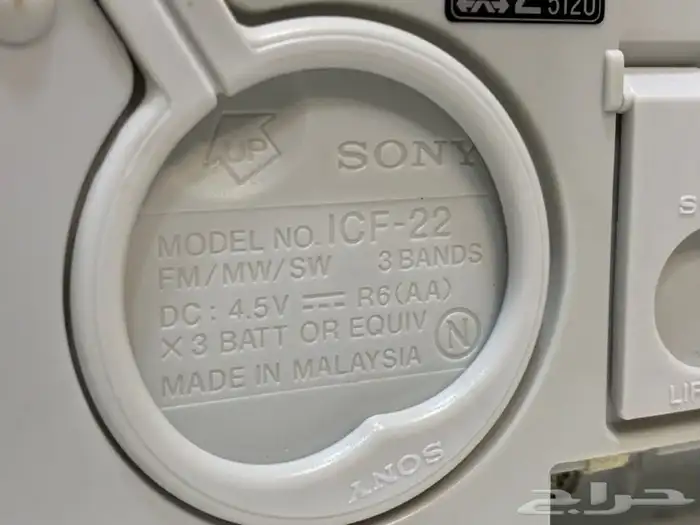 5120
UP
SONY
MODEL NO. ICF-22
FM/MW/SW 3 BANDS
DC: 4.5V ⎓ R6(AA)
X 3 BATT OR EQUIV N
MADE IN MALAYSIA
SONY
حراج